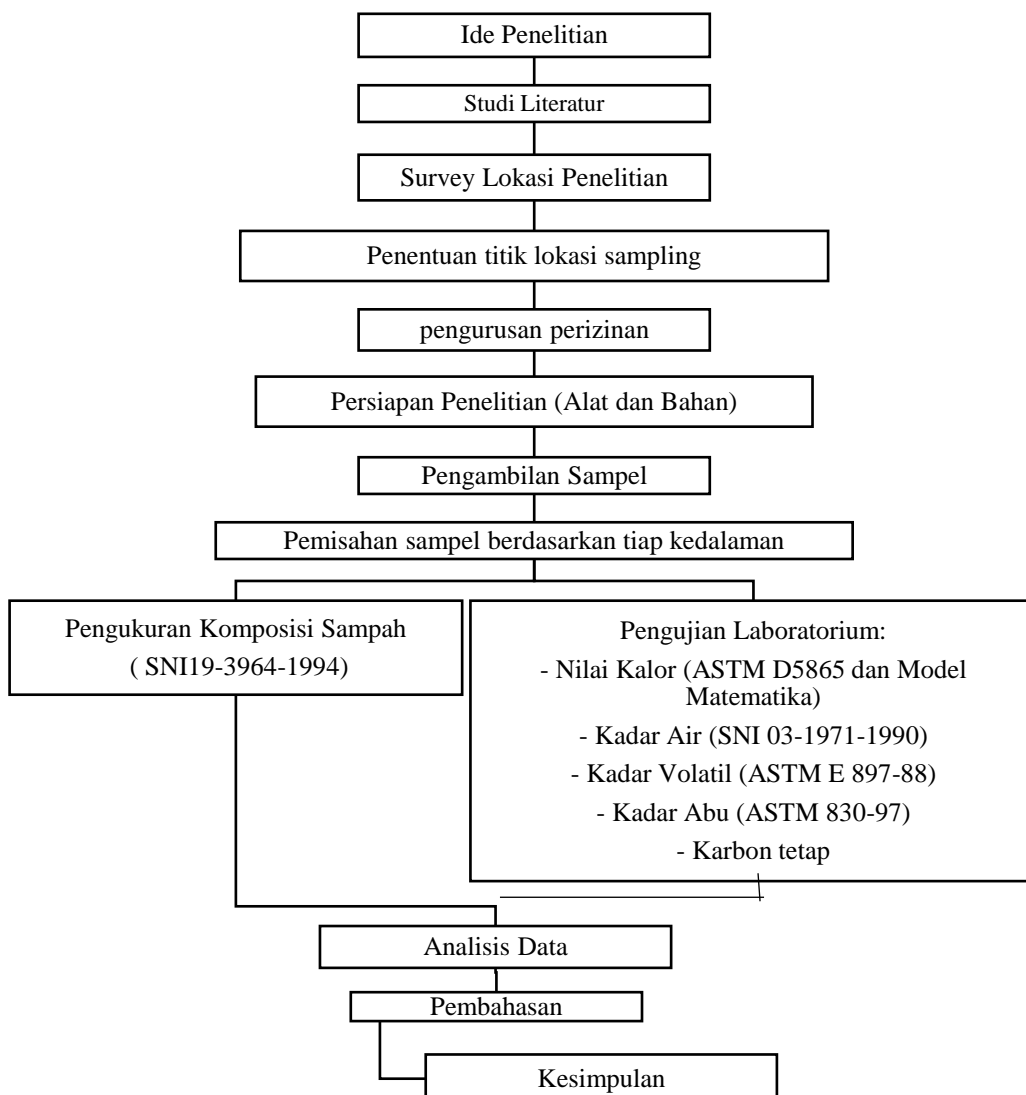 Ide Penelitian
Studi Literatur
Survey Lokasi Penelitian
Penentuan titik lokasi sampling
pengurusan perizinan
Persiapan Penelitian (Alat dan Bahan)
Pengambilan Sampel
Pemisahan sampel berdasarkan tiap kedalaman
Pengukuran Komposisi Sampah
( SNI19-3964-1994)
Pengujian Laboratorium:
- Nilai Kalor (ASTM D5865 dan Model
Matematika)
- Kadar Air (SNI 03-1971-1990)
- Kadar Volatil (ASTM E 897-88)
- Kadar Abu (ASTM 830-97)
- Karbon tetap
Analisis Data
Pembahasan
Kesimpulan